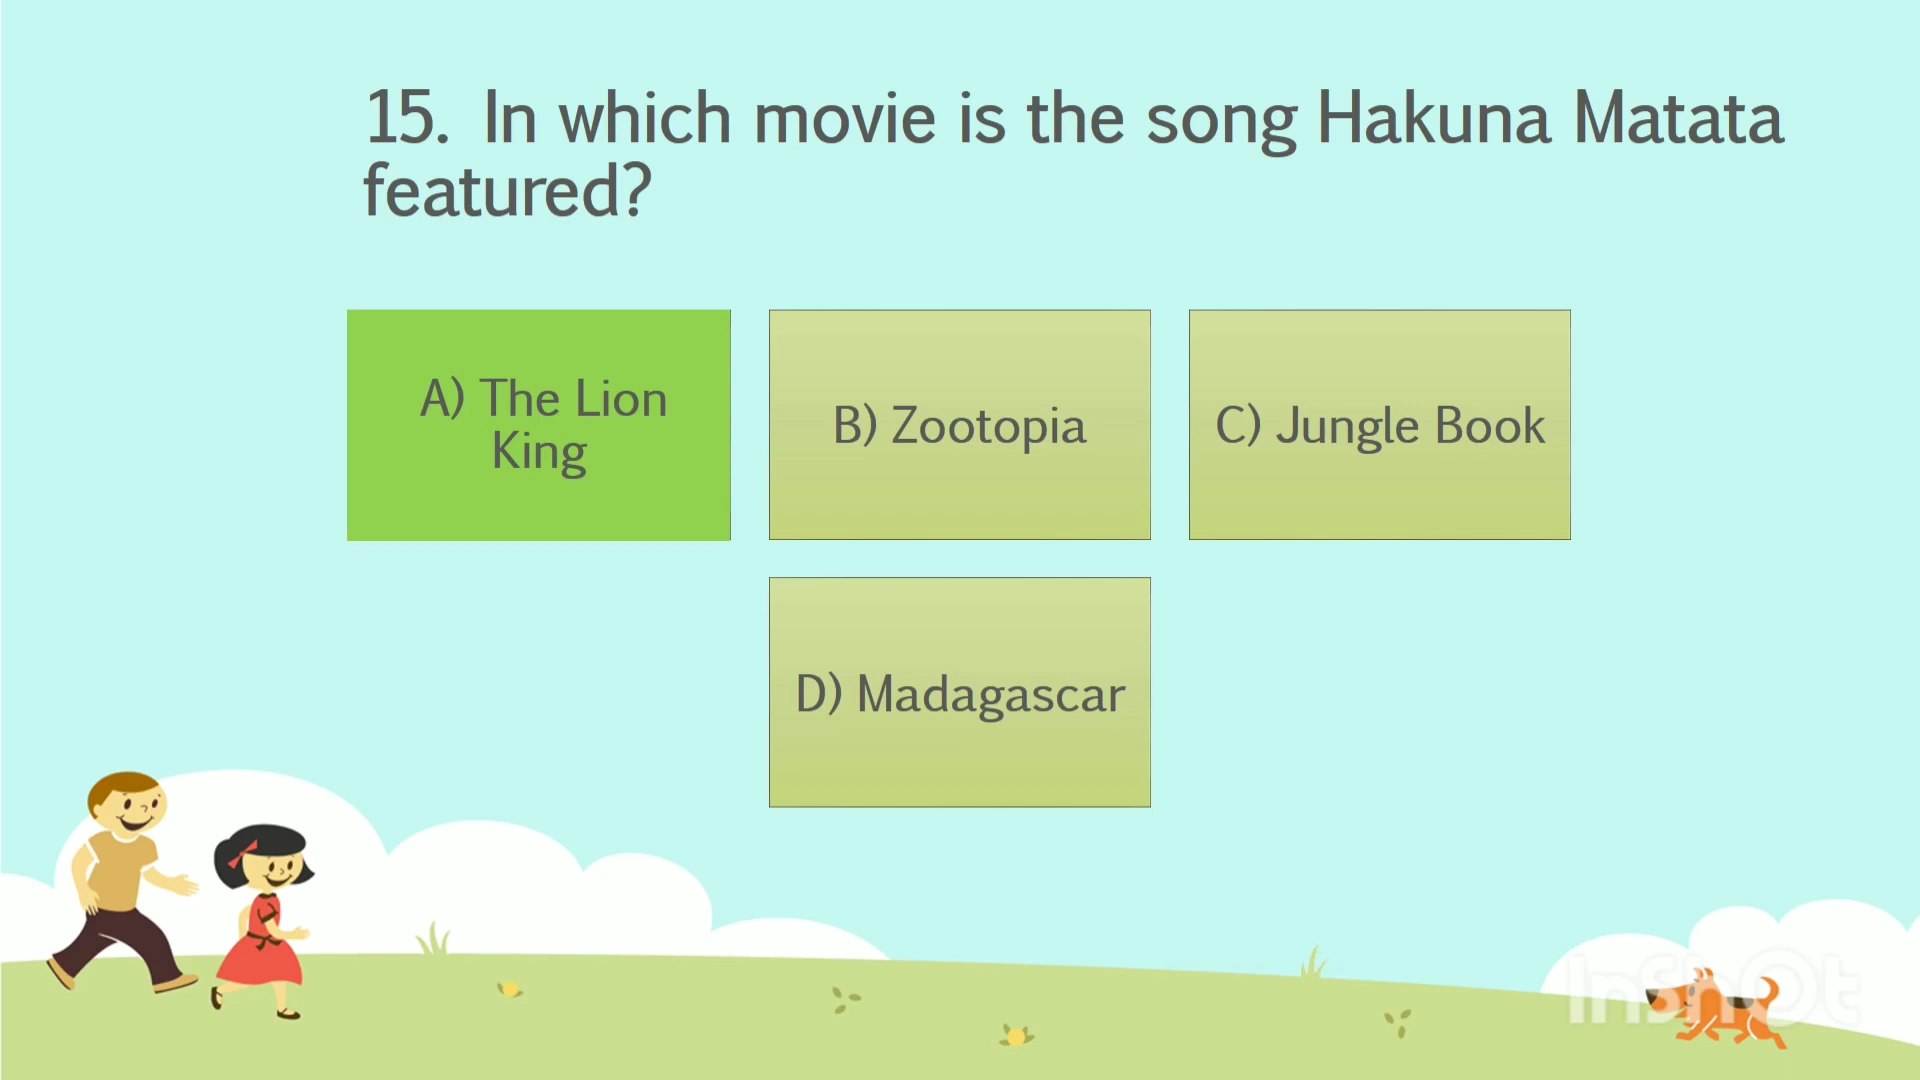 15. In which movie is the song Hakuna Matata
featured?
A) The Lion
King
B) Zootopia
C) Jungle Book
D) Madagascar
InShOt